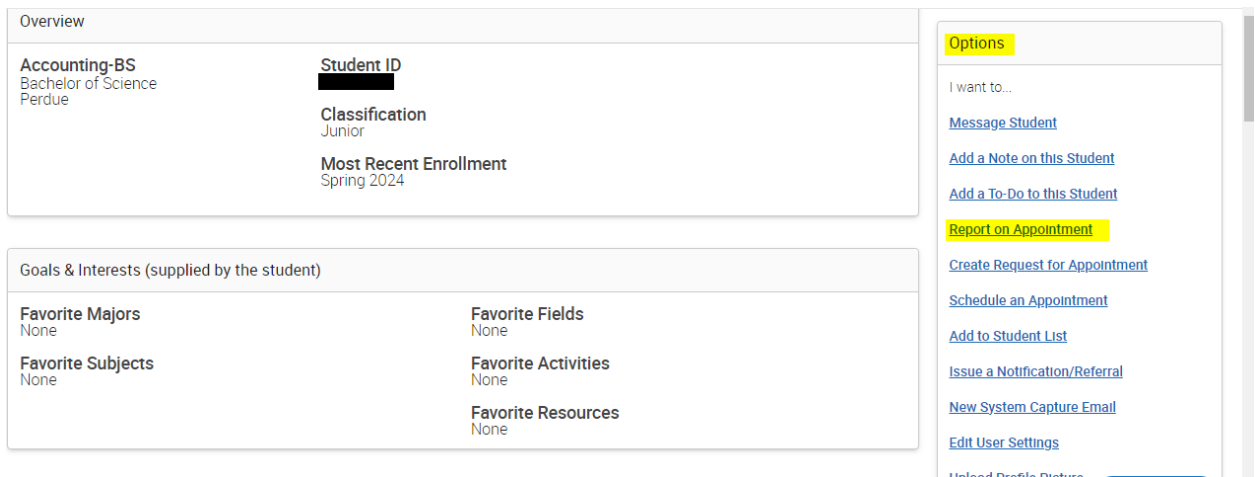 Overview
Accounting-BS
Bachelor of Science
Perdue
Student ID
Classification
Junior
Most Recent Enrollment
Spring 2024
Goals & Interests (supplied by the student)
Favorite Majors
None
Favorite Subjects
None
Favorite Fields
None
Favorite Activities
None
Favorite Resources
None
Options
I want to...
Message Student
Add a Note on this Student
Add a To-Do to this Student
Report on Appointment
Create Request for Appointment
Schedule an Appointment
Add to Student List
Issue a Notification/Referral
New System Capture Email
Edit User Settings
Upload Profile Picture